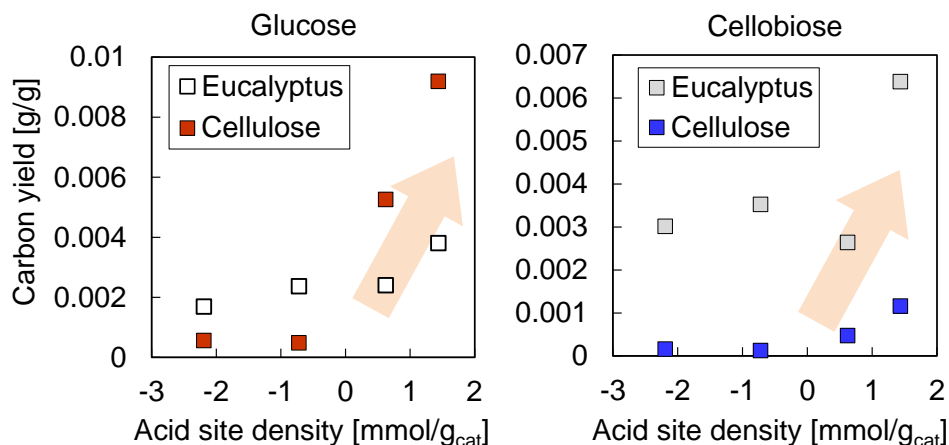 Glucose
Carbon yield [g/g]
0.01
0.008
0.006
0.004
0.002
0
Eucalyptus
Cellulose
-3 -2 -1 0 1 2
Acid site density [mmol/gcat]
Cellobiose
0.007
0.006
0.005
0.004
0.003
0.002
0.001
0
Eucalyptus
Cellulose
-3 -2 -1 0 1 2
Acid site density [mmol/gcat]